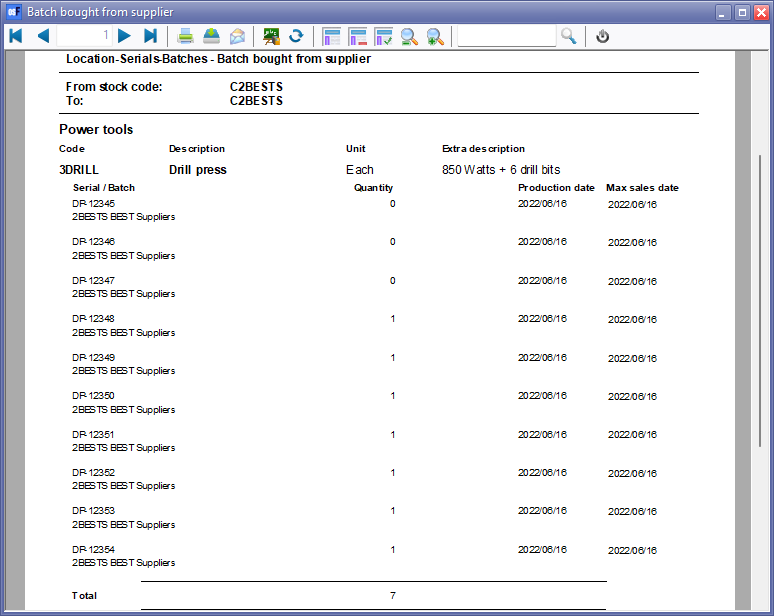 Batch bought from supplier
1
Location-Serials-Batches - Batch bought from supplier
From stock code: C2BESTS
To: C2BESTS
Power tools
Code Description Unit Extra description
3DRILL Drill press Each 850 Watts + 6 drill bits
Serial / Batch Quantity Production date Max sales date
DR-12345 0 2022/06/16 2022/06/16
2BESTS BEST Suppliers
DR-12346 0 2022/06/16 2022/06/16
2BESTS BEST Suppliers
DR-12347 0 2022/06/16 2022/06/16
2BESTS BEST Suppliers
DR-12348 1 2022/06/16 2022/06/16
2BESTS BEST Suppliers
DR-12349 1 2022/06/16 2022/06/16
2BESTS BEST Suppliers
DR-12350 1 2022/06/16 2022/06/16
2BESTS BEST Suppliers
DR-12351 1 2022/06/16 2022/06/16
2BESTS BEST Suppliers
DR-12352 1 2022/06/16 2022/06/16
2BESTS BEST Suppliers
DR-12353 1 2022/06/16 2022/06/16
2BESTS BEST Suppliers
DR-12354 1 2022/06/16 2022/06/16
2BESTS BEST Suppliers
Total 7